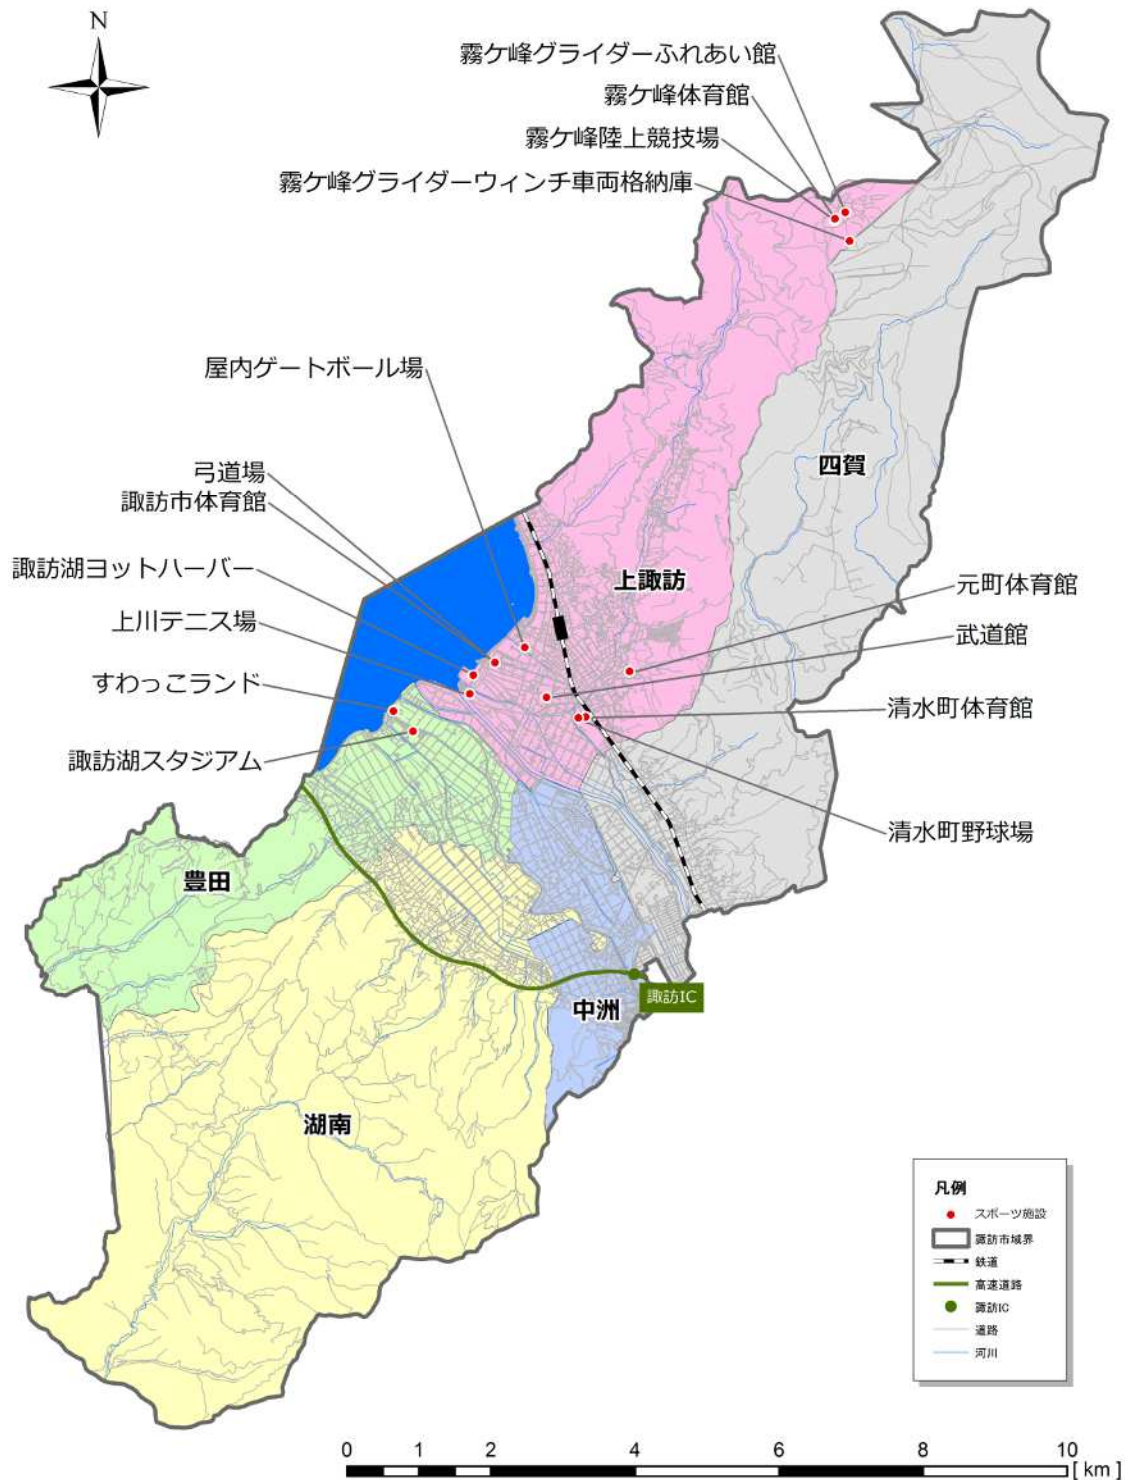 N
霧ケ峰グライダーふれあい館
霧ケ峰体育館
霧ケ峰陸上競技場
霧ケ峰グライダーウィンチ車両格納庫
屋内ゲートボール場
四賀
弓道場
諏訪市体育館
諏訪湖ヨットハーバー
上諏訪
元町体育館
上川テニス場
武道館
すわっこランド
清水町体育館
諏訪湖スタジアム
清水町野球場
豊田
諏訪IC
中洲
湖南
凡例
スポーツ施設
諏訪市域界
鉄道
高速道路
諏訪IC
道路
河川
0 1 2 4 6 8 10
[ km ]